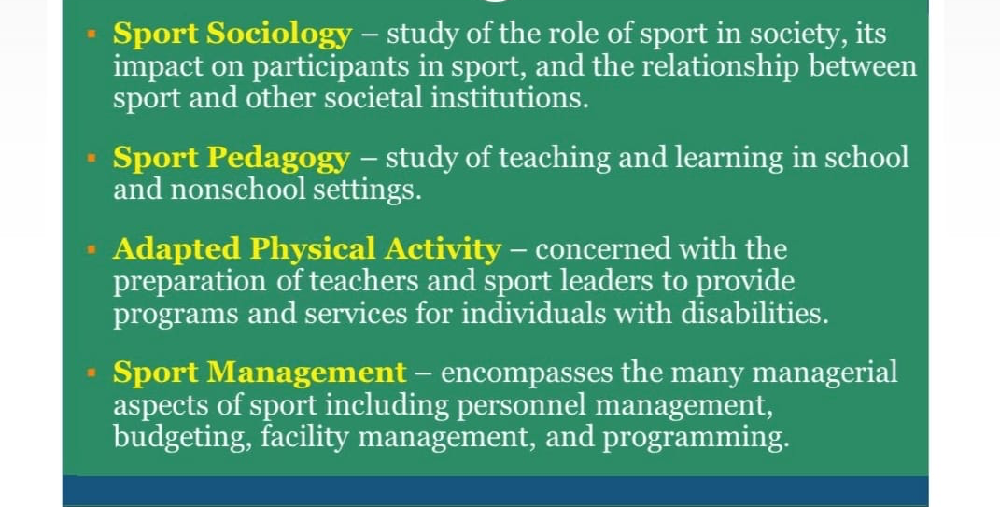 ▪ Sport Sociology – study of the role of sport in society, its
impact on participants in sport, and the relationship between
sport and other societal institutions.
▪ Sport Pedagogy – study of teaching and learning in school
and nonschool settings.
▪ Adapted Physical Activity – concerned with the
preparation of teachers and sport leaders to provide
programs and services for individuals with disabilities.
▪ Sport Management – encompasses the many managerial
aspects of sport including personnel management,
budgeting, facility management, and programming.